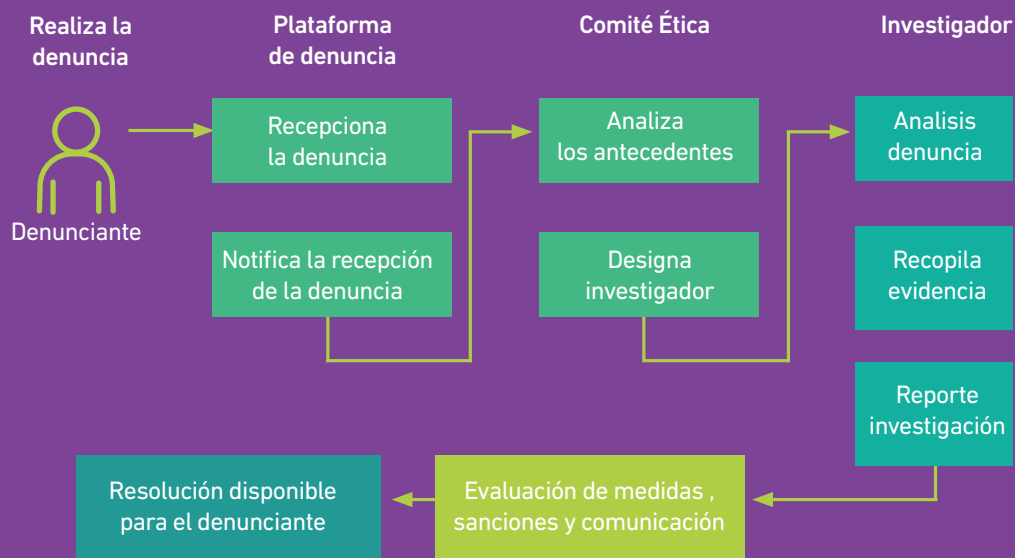 Realiza la
denuncia
Plataforma
de denuncia
Comité Ética
Investigador
Denunciante
Recepciona
la denuncia
Notifica la recepción
de la denuncia
Analiza
los antecedentes
Designa
investigador
Analisis
denuncia
Recopila
evidencia
Reporte
investigación
Evaluación de medidas ,
sanciones y comunicación
Resolución disponible
para el denunciante